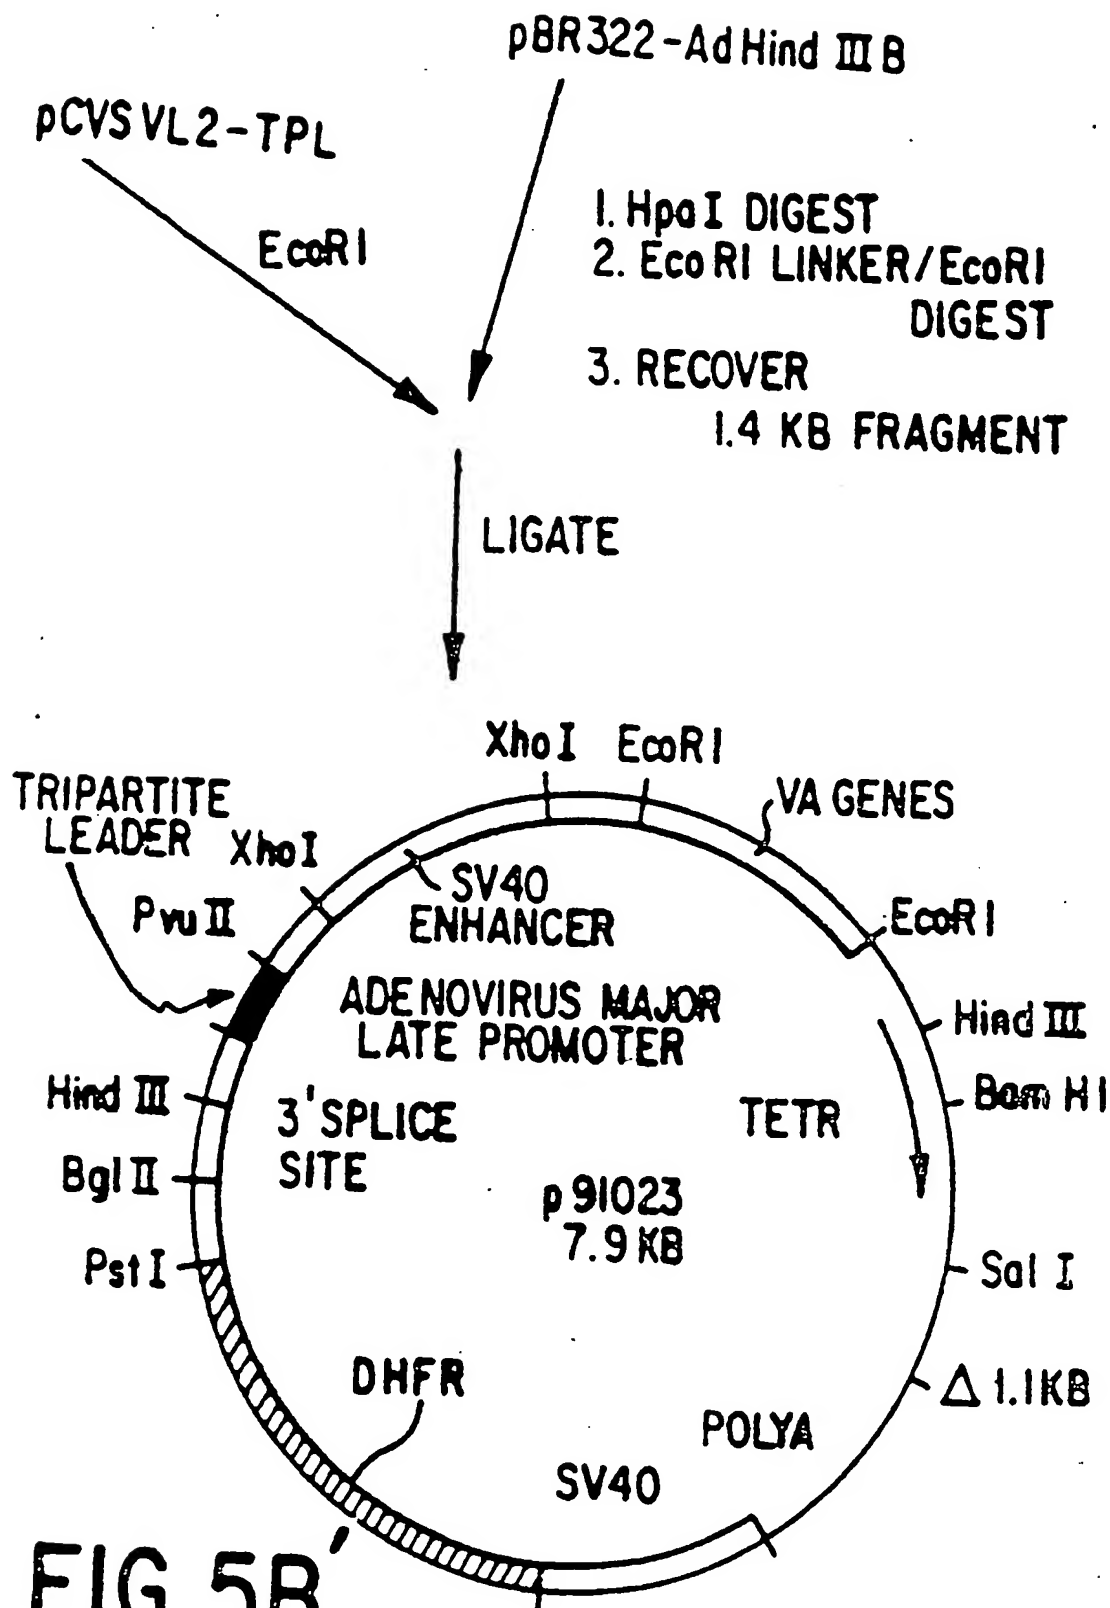 pBR322-AdHind III B
pCVSVL2-TPL
EcoRI
1. HpaI DIGEST
2. EcoRI LINKER/EcoRI
DIGEST
3. RECOVER
1.4 KB FRAGMENT
LIGATE
XhoI EcoRI
TRIPARTITE
LEADER
XhoI
VA GENES
PvuII
SV40
ENHANCER
EcoRI
ADENOVIRUS MAJOR
LATE PROMOTER
Hind III
Hind III
3' SPLICE
SITE
TETR
Bam HI
Bgl II
p91023
7.9 KB
PstI
Sal I
DHFR
Δ 1.1KB
POLYA
SV40
FIG. 5B'